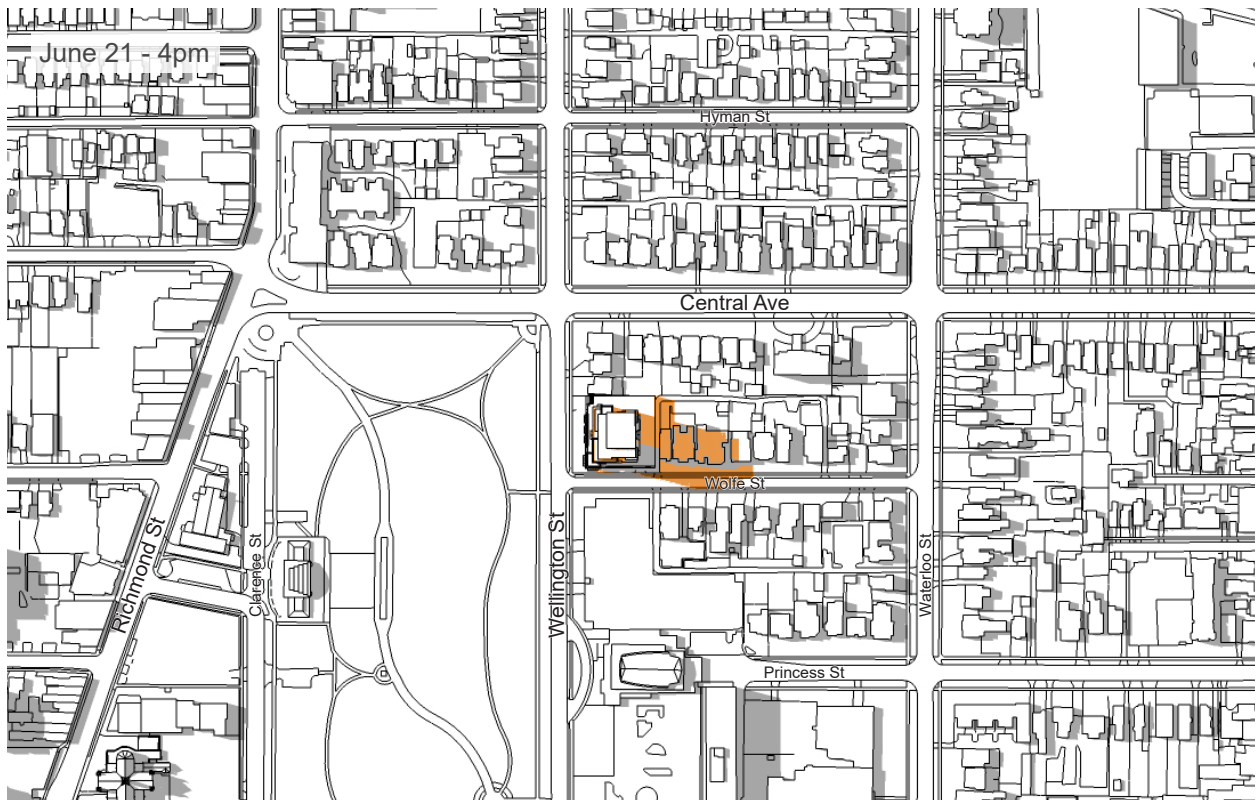 June 21 - 4pm
Hyman St
Central Ave
Wolfe St
Richmond St
Clarence St
Wellington St
Waterloo St
Princess St